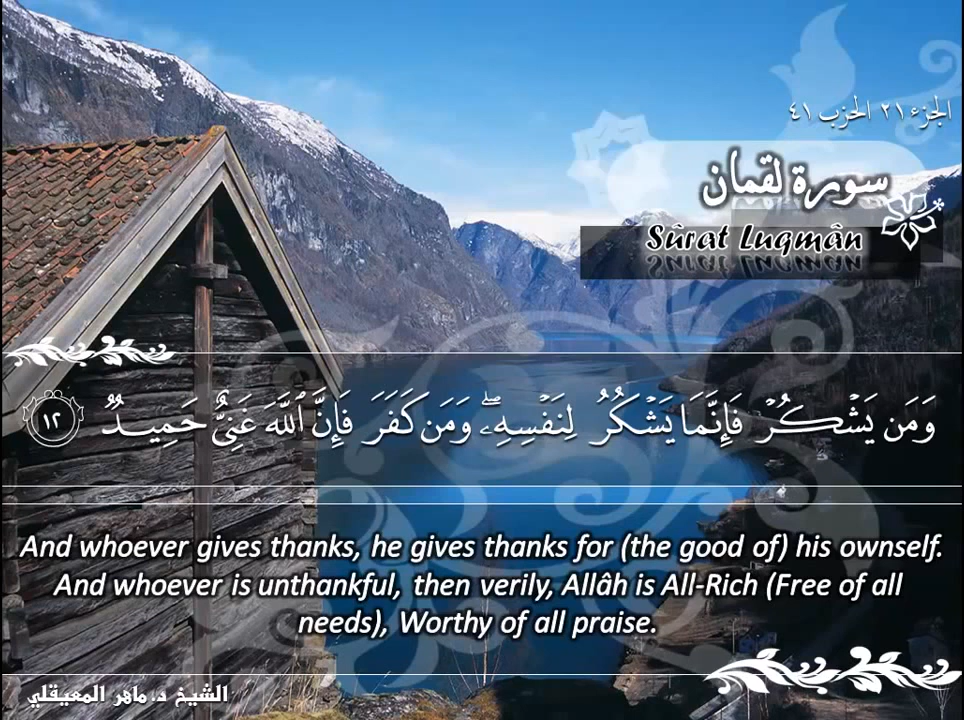 الجزء ٢١ الحزب ٤١
سورة لقمان
Sûrat Luqmân
وَمَن يَشْكُرْ فَإِنَّمَا يَشْكُرُ لِنَفْسِهِۦۖ وَمَن كَفَرَ فَإِنَّ ٱللَّهَ غَنِىٌّ حَمِيدٌ ١٢
And whoever gives thanks, he gives thanks for (the good of) his ownself.
And whoever is unthankful, then verily, Allâh is All-Rich (Free of all
needs), Worthy of all praise.
الشيخ د. ماهر المعيقلي